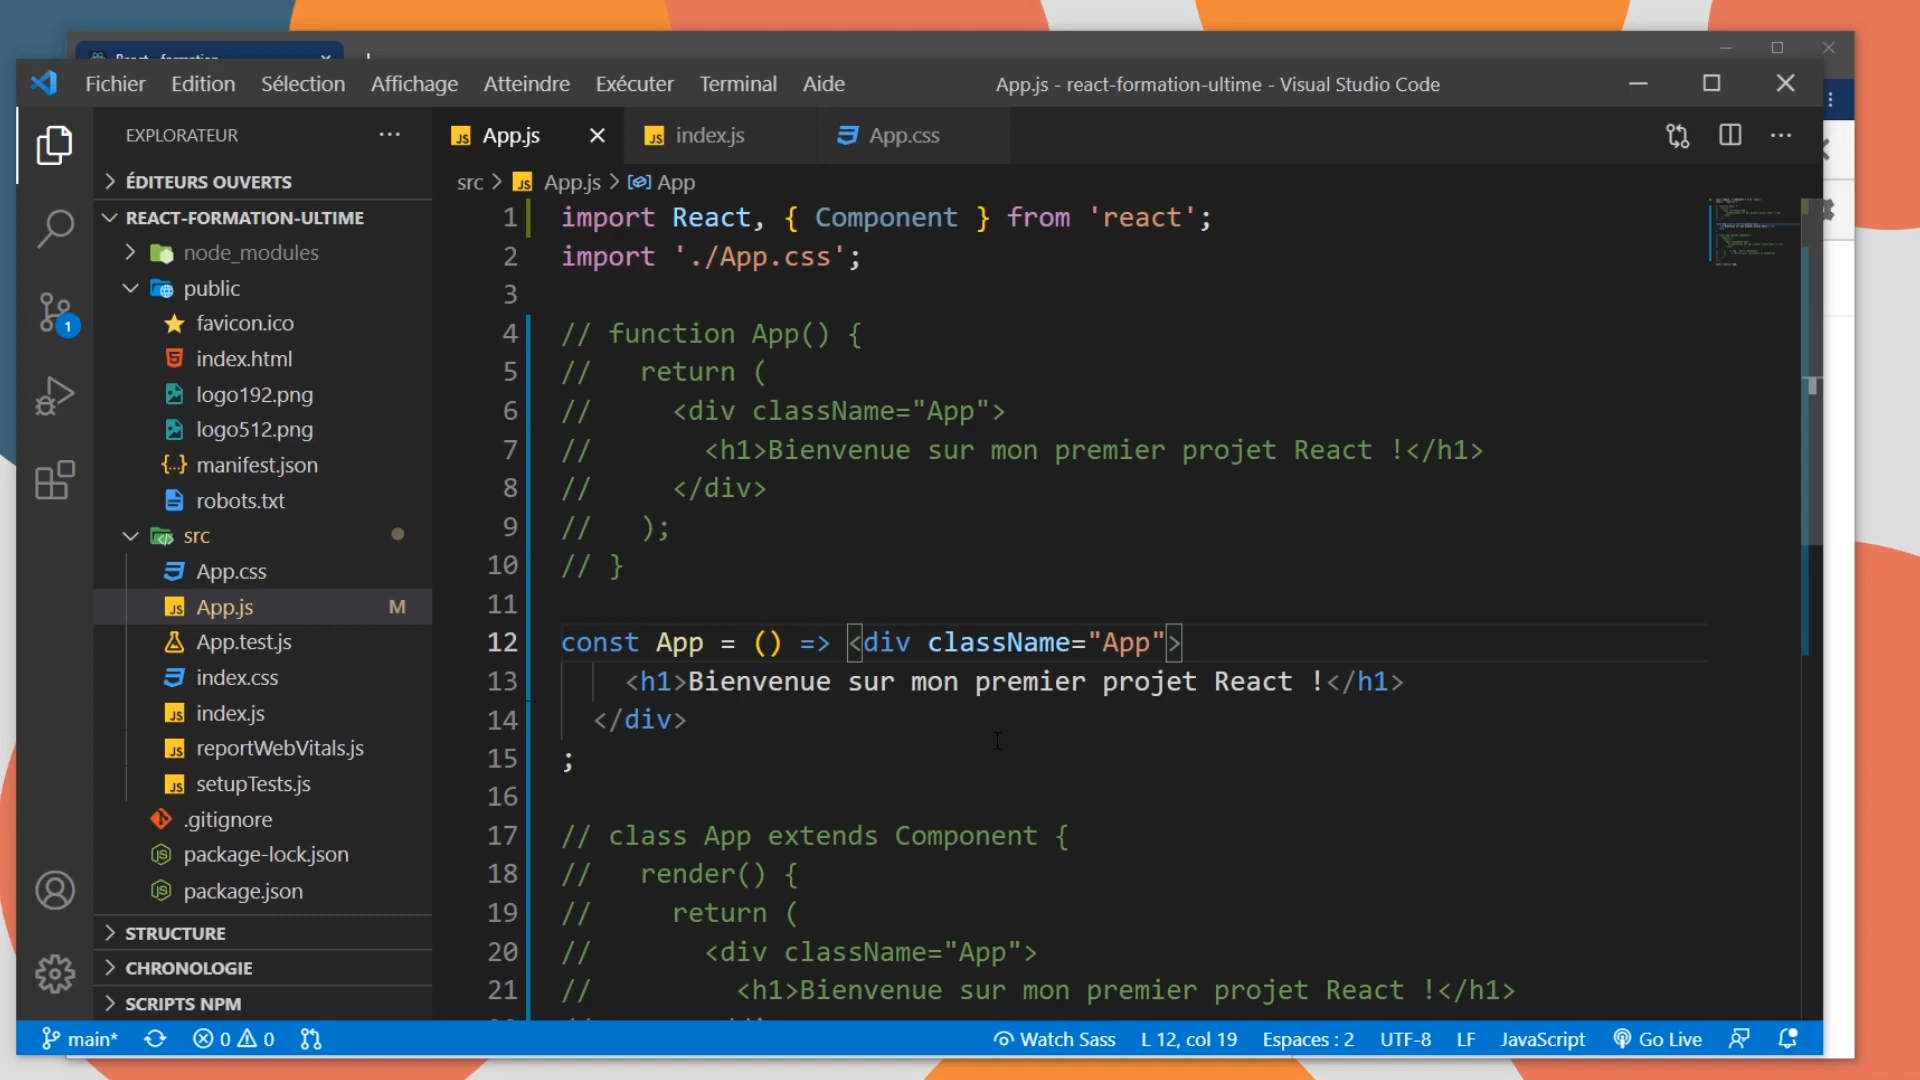 React - formation
Fichier Edition Sélection Affichage Atteindre Exécuter Terminal Aide App.js - react-formation-ultime - Visual Studio Code
EXPLORATEUR
App.js index.js App.css
ÉDITEURS OUVERTS
src > App.js > App
REACT-FORMATION-ULTIME
node_modules
public
favicon.ico
index.html
logo192.png
logo512.png
manifest.json
robots.txt
src
App.css
App.js M
App.test.js
index.css
index.js
reportWebVitals.js
setupTests.js
.gitignore
package-lock.json
package.json
STRUCTURE
CHRONOLOGIE
SCRIPTS NPM
1
1 import React, { Component } from 'react';
2 import './App.css';
3
4 // function App() {
5 //   return (
6 //     <div className="App">
7 //       <h1>Bienvenue sur mon premier projet React !</h1>
8 //     </div>
9 //   );
10 // }
11
12 const App = () => <div className="App">
13     <h1>Bienvenue sur mon premier projet React !</h1>
14   </div>
15 ;
16
17 // class App extends Component {
18 //   render() {
19 //     return (
20 //       <div className="App">
21 //         <h1>Bienvenue sur mon premier projet React !</h1>
main* 0 0 Watch Sass L 12, col 19 Espaces : 2 UTF-8 LF JavaScript Go Live